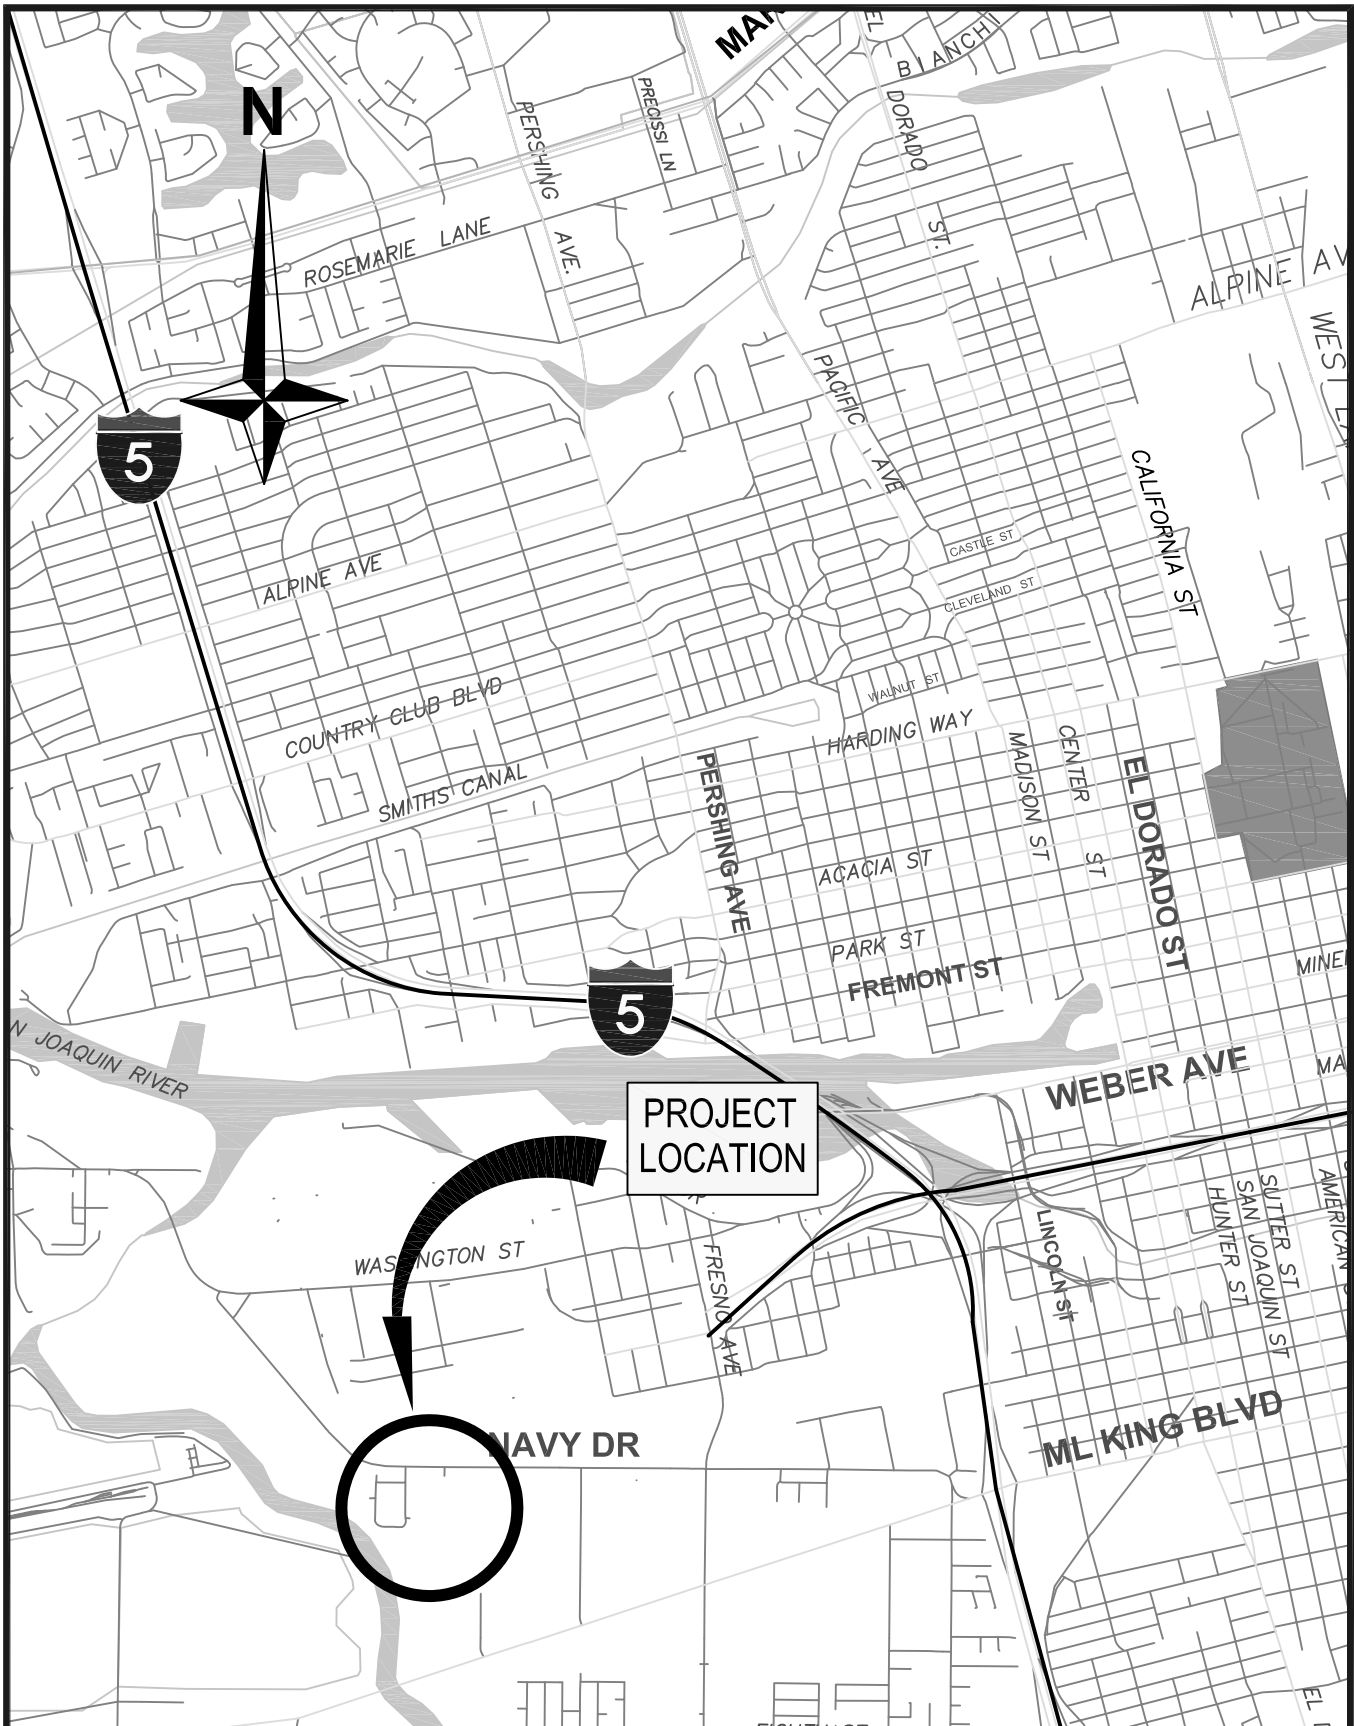 EL DORADO ST.
BIANCHI
N
PERSHING AVE.
PRECISSI LN
ROSEMARIE LANE
ALPINE AV
WEST
PACIFIC AVE
5
CALIFORNIA ST
CASTLE ST
CLEVELAND ST
ALPINE AVE
WALNUT ST
COUNTRY CLUB BLVD
HARDING WAY
SMITHS CANAL
PERSHING AVE
MADISON ST
CENTER ST
EL DORADO ST
ACACIA ST
PARK ST
FREMONT ST
5
N JOAQUIN RIVER
WEBER AVE
PROJECT
LOCATION
WASHINGTON ST
FRESNO AVE
LINCOLN ST
HUNTER ST
SAN JOAQUIN ST
SUTTER ST
AMERICAN
NAVY DR
ML KING BLVD
EL